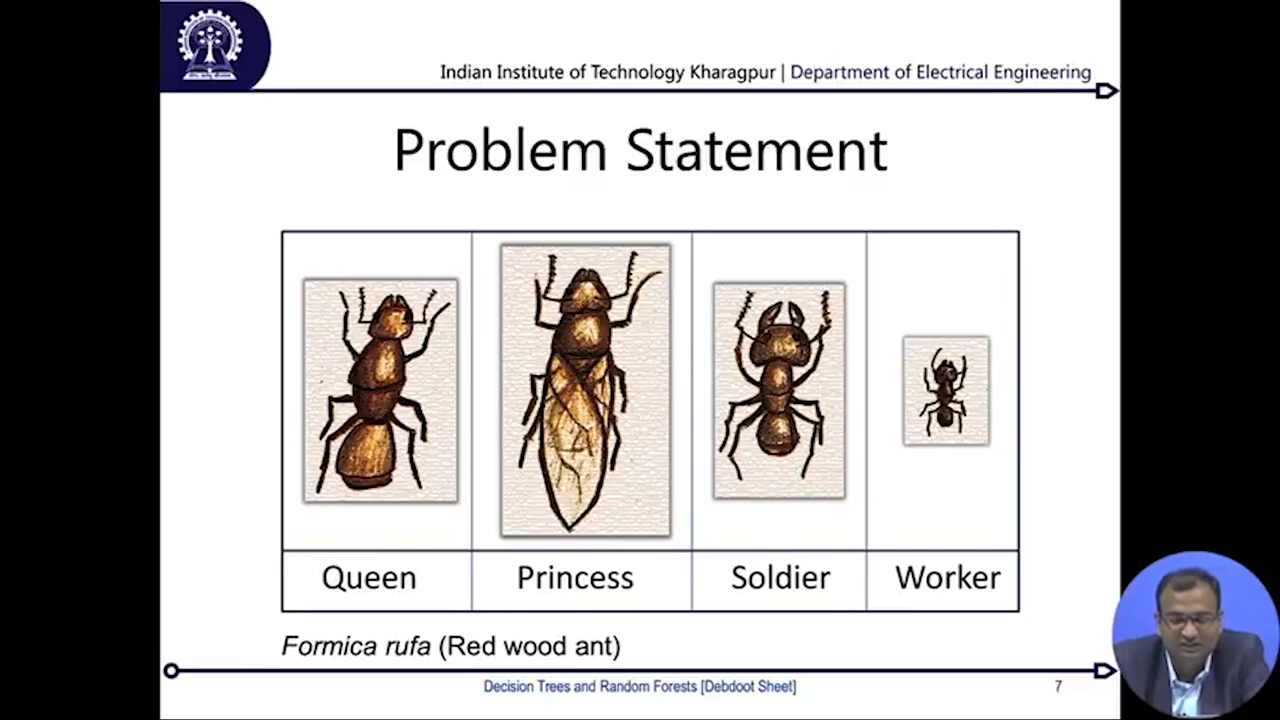 Indian Institute of Technology Kharagpur | Department of Electrical Engineering
Problem Statement
Queen Princess Soldier Worker
Formica rufa (Red wood ant)
Decision Trees and Random Forests [Debdoot Sheet]
7